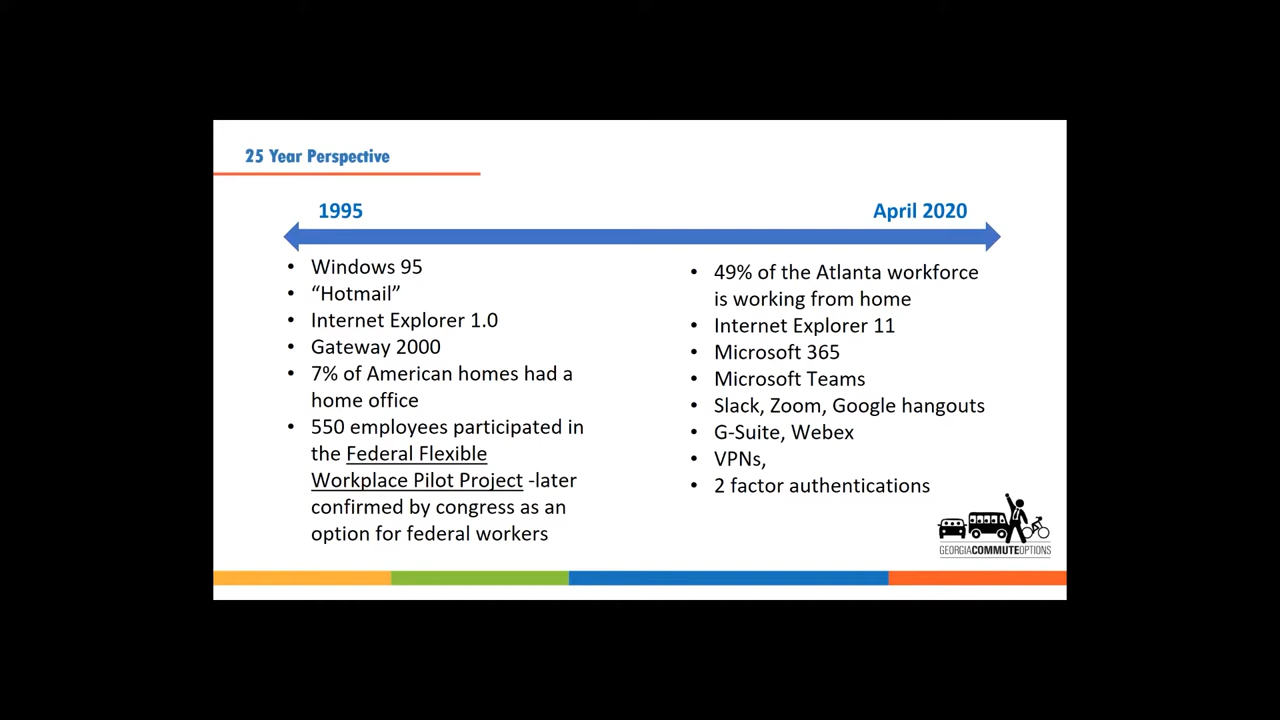 25 Year Perspective
1995
April 2020
• Windows 95
• “Hotmail”
• Internet Explorer 1.0
• Gateway 2000
• 7% of American homes had a
home office
• 550 employees participated in
the Federal Flexible
Workplace Pilot Project -later
confirmed by congress as an
option for federal workers
• 49% of the Atlanta workforce
is working from home
• Internet Explorer 11
• Microsoft 365
• Microsoft Teams
• Slack, Zoom, Google hangouts
• G-Suite, Webex
• VPNs,
• 2 factor authentications
GEORGIACOMMUTEOPTIONS